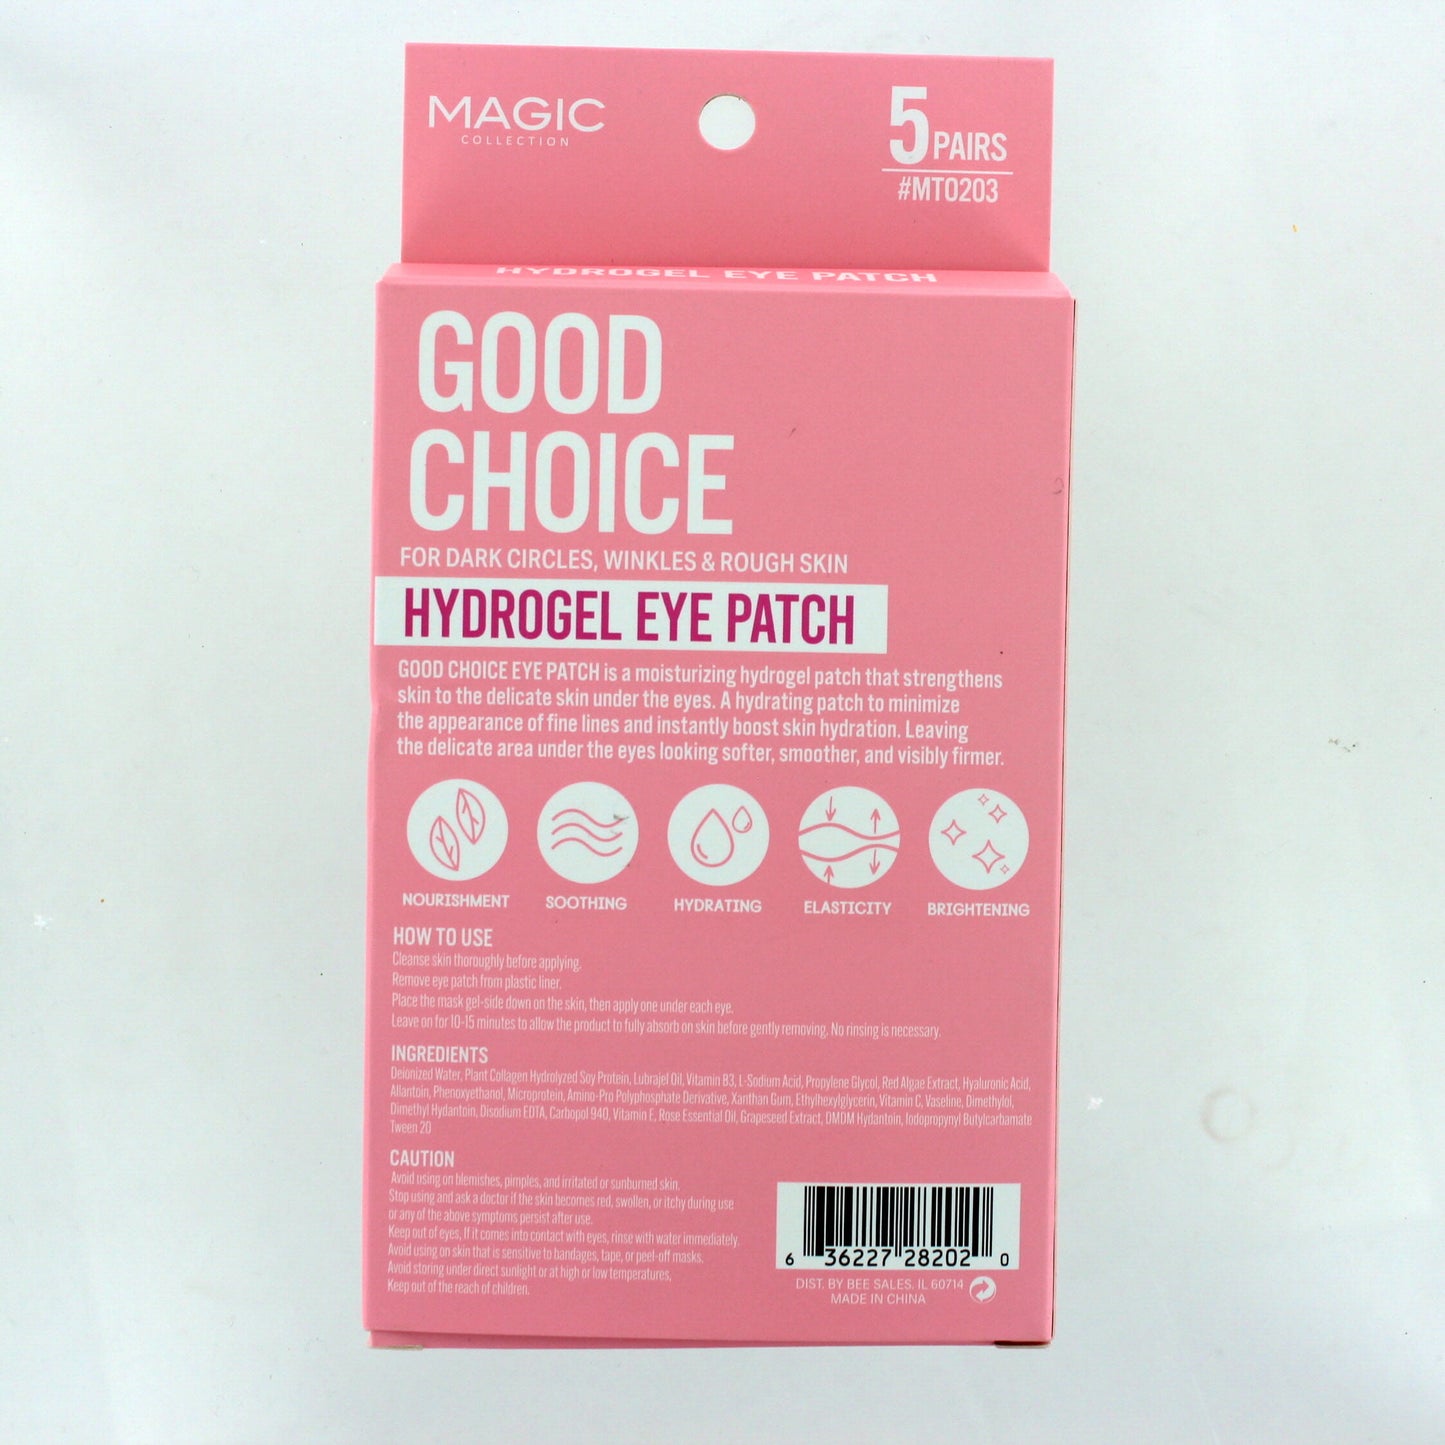 MAGIC
COLLECTION
5 PAIRS
#MT0203
HYDROGEL EYE PATCH
GOOD
CHOICE
FOR DARK CIRCLES, WINKLES & ROUGH SKIN
HYDROGEL EYE PATCH
GOOD CHOICE EYE PATCH is a moisturizing hydrogel patch that strengthens
skin to the delicate skin under the eyes. A hydrating patch to minimize
the appearance of fine lines and instantly boost skin hydration. Leaving
the delicate area under the eyes looking softer, smoother, and visibly firmer.
NOURISHMENT
SOOTHING
HYDRATING
ELASTICITY
BRIGHTENING
HOW TO USE
Cleanse skin thoroughly before applying.
Remove eye patch from plastic liner.
Place the mask gel-side down on the skin, then apply one under each eye.
Leave on for 10-15 minutes to allow the product to fully absorb on skin before gently removing. No rinsing is necessary.
INGREDIENTS
Deionized Water, Plant Collagen Hydrolyzed Soy Protein, Lubrajel Oil, Vitamin B3, L-Sodium Acid, Propylene Glycol, Red Algae Extract, Hyaluronic Acid,
Allantoin, Phenoxyethanol, Microprotein, Amino-Pro Polyphosphate Derivative, Xanthan Gum, Ethylhexylglycerin, Vitamin C, Vaseline, Dimethylol,
Dimethyl Hydantoin, Disodium EDTA, Carbopol 940, Vitamin E, Rose Essential Oil, Grapeseed Extract, DMDM Hydantoin, Iodopropynyl Butylcarbamate
Tween 20
CAUTION
Avoid using on blemishes, pimples, and irritated or sunburned skin.
Stop using and ask a doctor if the skin becomes red, swollen, or itchy during use
or any of the above symptoms persist after use.
Keep out of eyes, If it comes into contact with eyes, rinse with water immediately.
Avoid using on skin that is sensitive to bandages, tape, or peel-off masks.
Avoid storing under direct sunlight or at high or low temperatures,
Keep out of the reach of children.
6 36227 28202 0
DIST. BY BEE SALES. IL 60714
MADE IN CHINA